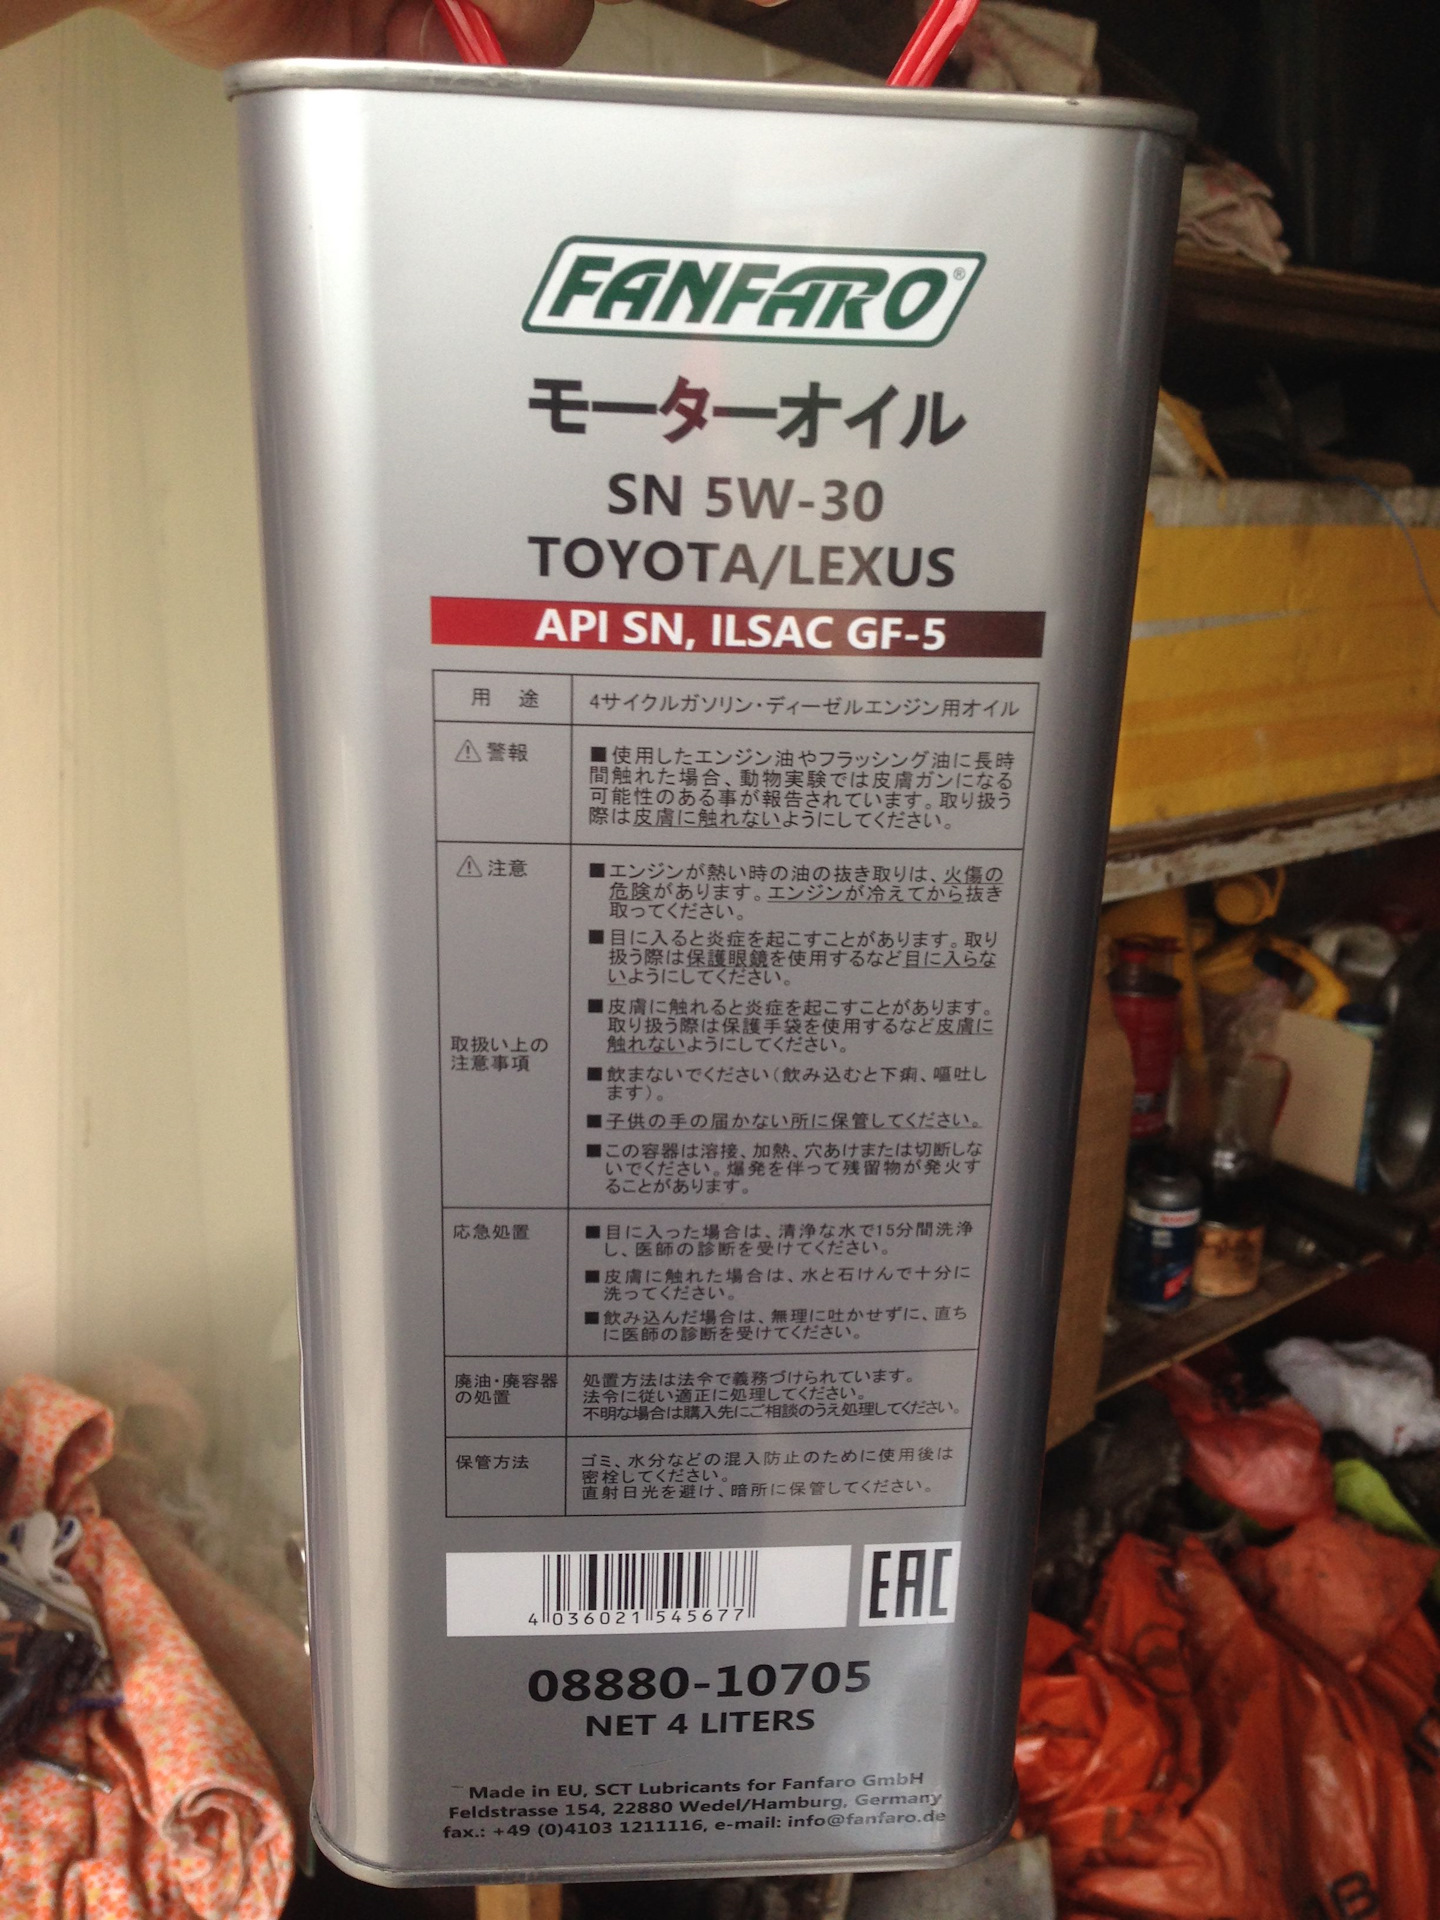 FANFARO®
モーターオイル
SN 5W-30
TOYOTA/LEXUS
API SN, ILSAC GF-5
用 途
4サイクルガソリン・ディーゼルエンジン用オイル
⚠警報
■使用したエンジン油やフラッシング油に長時
間触れた場合、動物実験では皮膚ガンになる
可能性のある事が報告されています。取り扱う
際は皮膚に触れないようにしてください。
⚠注意
取扱い上の
注意事項
■エンジンが熱い時の油の抜き取りは、火傷の
危険があります。エンジンが冷えてから抜き
取ってください。
■目に入ると炎症を起こすことがあります。取り
扱う際は保護眼鏡を使用するなど目に入らな
いようにしてください。
■皮膚に触れると炎症を起こすことがあります。
取り扱う際は保護手袋を使用するなど皮膚に
触れないようにしてください。
■飲まないでください(飲み込むと下痢、嘔吐し
ます)。
■子供の手の届かない所に保管してください。
■この容器は溶接、加熱、穴あけまたは切断しな
いでください。爆発を伴って残留物が発火す
ることがあります。
応急処置
■目に入った場合は、清浄な水で15分間洗浄
し、医師の診断を受けてください。
■皮膚に触れた場合は、水と石けんで十分に
洗ってください。
■飲み込んだ場合は、無理に吐かせずに、直ち
に医師の診断を受けてください。
廃油・廃容器
の処置
処置方法は法令で義務づけられています。
法令に従い適正に処理してください。
不明な場合は購入先にご相談のうえ処理してください。
保管方法
ゴミ、水分などの混入防止のために使用後は
密栓してください。
直射日光を避け、暗所に保管してください。
4 036021 545677
EAC
08880-10705
NET 4 LITERS
Made in EU, SCT Lubricants for Fanfaro GmbH
Feldstrasse 154, 22880 Wedel/Hamburg, Germany
fax.: +49 (0)4103 1211116, e-mail: info@fanfaro.de